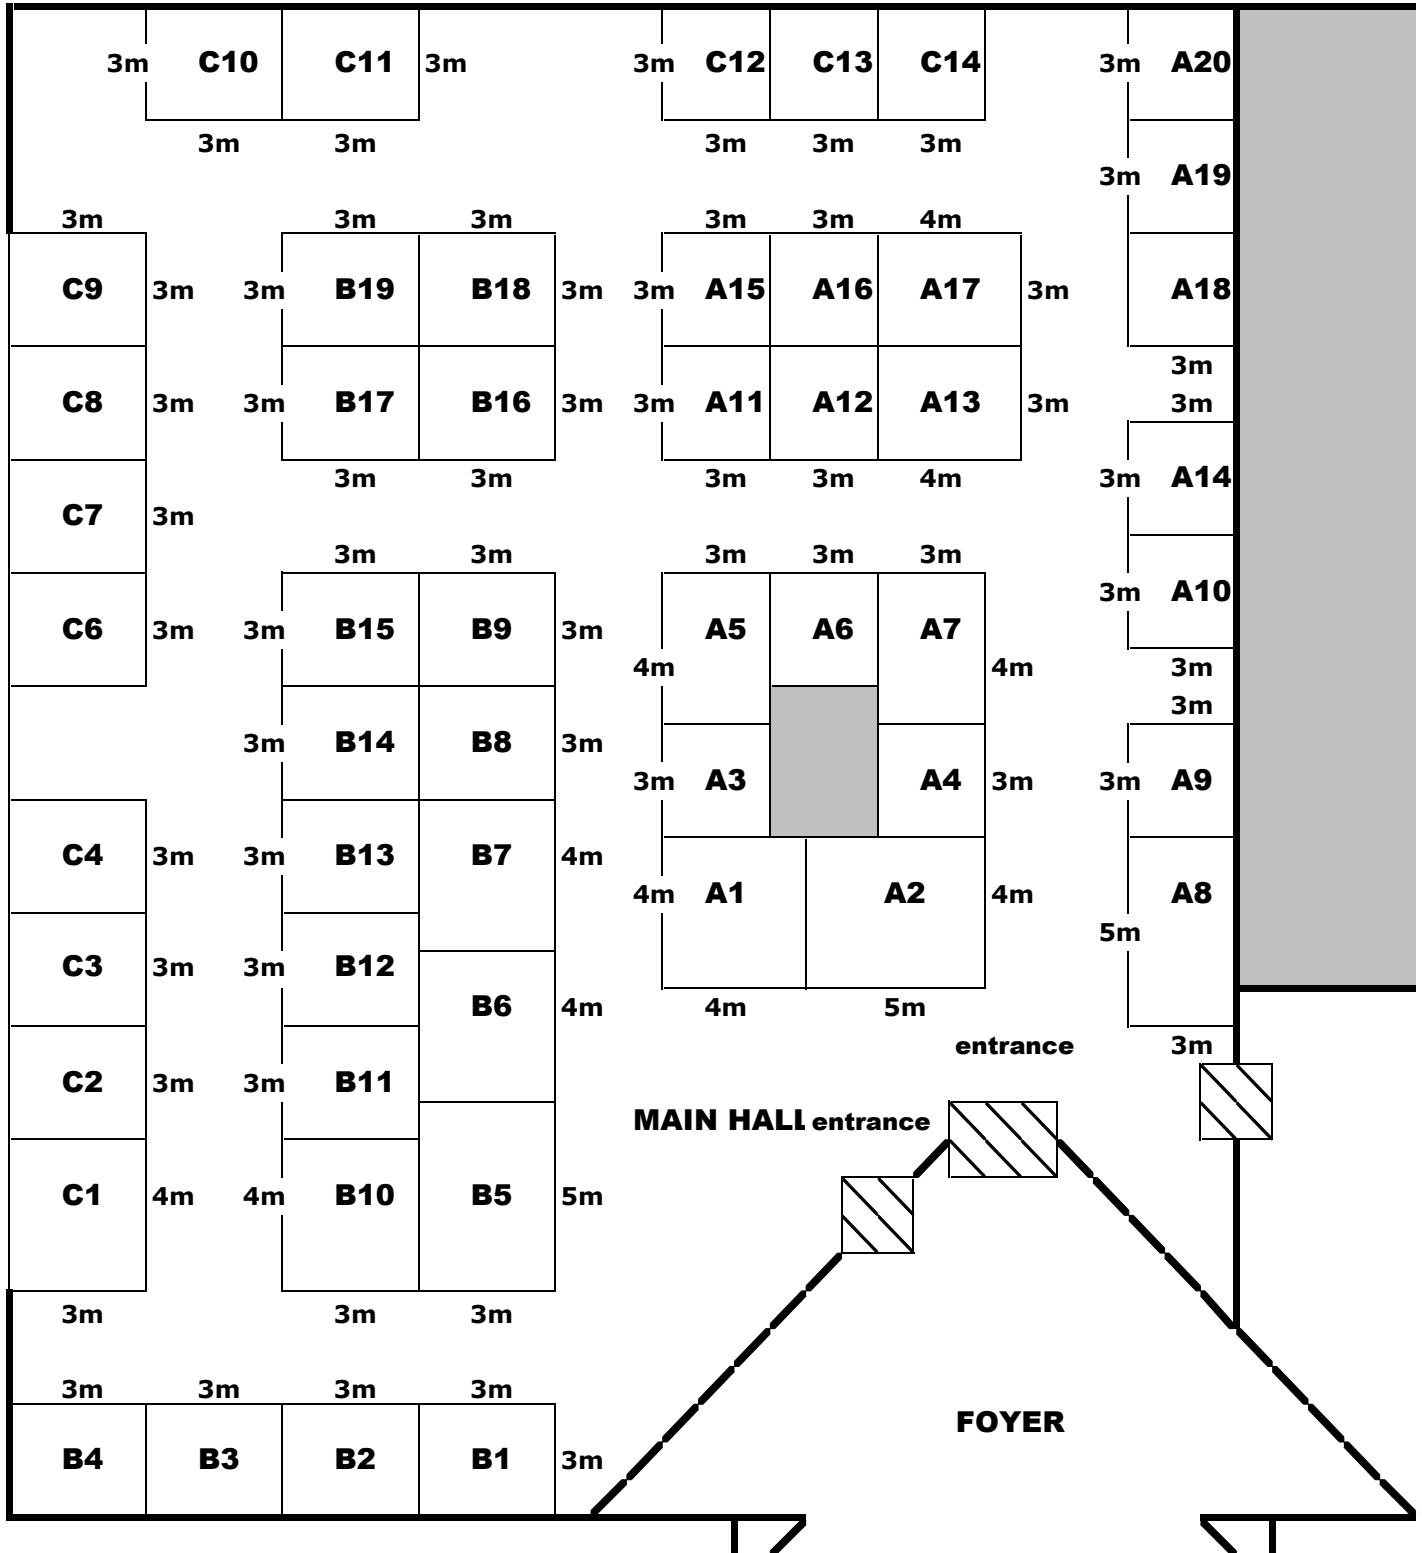 3m C10 C11 3m 3m C12 C13 C14 3m A20
3m 3m 3m 3m 3m
3m A19
3m 3m 3m 3m 3m 4m
C9 3m 3m B19 B18 3m 3m A15 A16 A17 3m A18
3m
C8 3m 3m B17 B16 3m 3m A11 A12 A13 3m 3m
3m 3m 3m 3m 4m 3m A14
C7 3m
3m 3m 3m 3m 3m
3m A10
C6 3m 3m B15 B9 3m A5 A6 A7
4m 4m 3m
3m
3m B14 B8 3m
3m A3 A4 3m 3m A9
C4 3m 3m B13 B7 4m
4m A1 A2 4m A8
5m
C3 3m 3m B12
B6 4m 4m 5m
entrance 3m
C2 3m 3m B11
MAIN HALL entrance
C1 4m 4m B10 B5 5m
3m 3m 3m
3m 3m 3m 3m
FOYER
B4 B3 B2 B1 3m